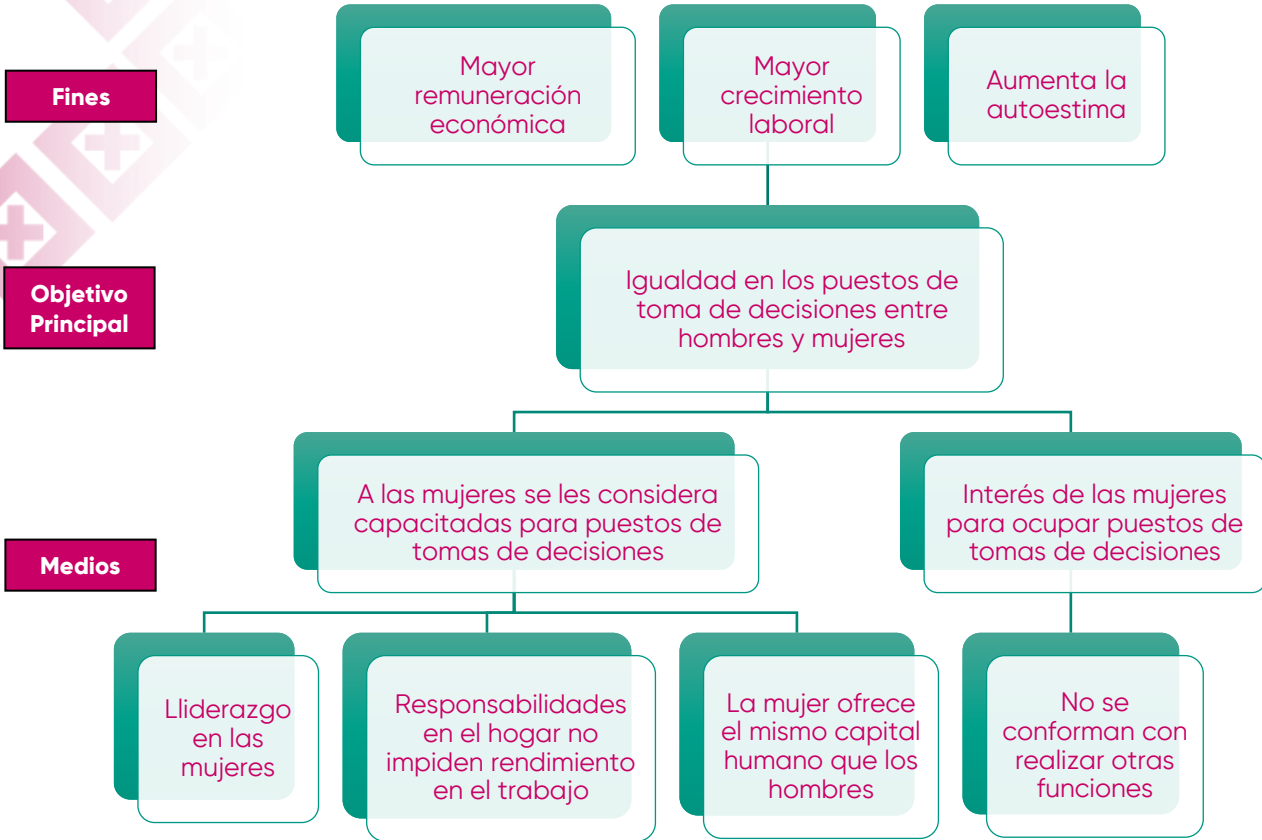 Fines
Mayor
remuneración
económica
Mayor
crecimiento
laboral
Aumenta la
autoestima
Objetivo
Principal
Igualdad en los puestos de
toma de decisiones entre
hombres y mujeres
Medios
A las mujeres se les considera
capacitadas para puestos de
tomas de decisiones
Interés de las mujeres
para ocupar puestos de
tomas de decisiones
Lliderazgo
en las
mujeres
Responsabilidades
en el hogar no
impiden rendimiento
en el trabajo
La mujer ofrece
el mismo capital
humano que los
hombres
No se
conforman con
realizar otras
funciones